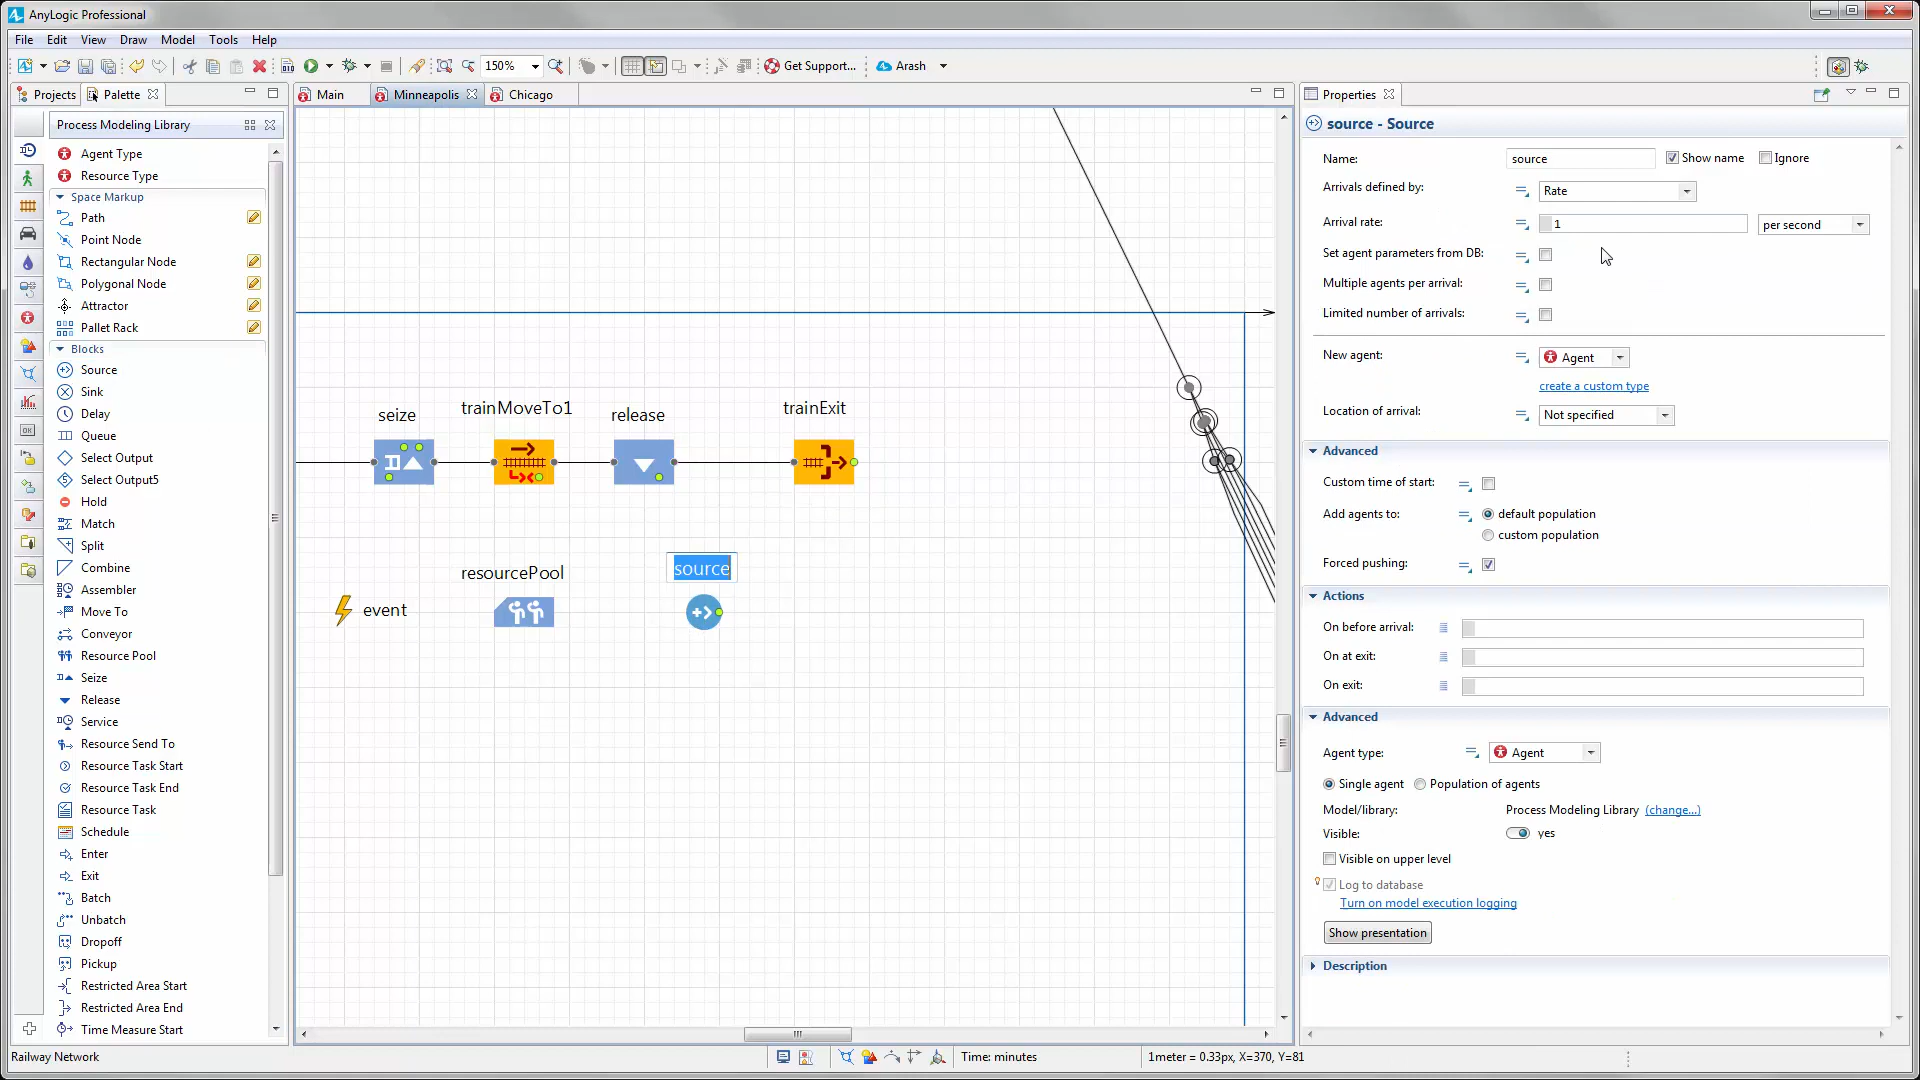 AnyLogic Professional
File Edit View Draw Model Tools Help
150% Get Support... Arash
Projects Palette Main Minneapolis Chicago Properties
Process Modeling Library
Agent Type
Resource Type
Space Markup
Path
Point Node
Rectangular Node
Polygonal Node
Attractor
Pallet Rack
Blocks
Source
Sink
Delay
Queue
Select Output
Select Output5
Hold
Match
Split
Combine
Assembler
Move To
Conveyor
Resource Pool
Seize
Release
Service
Resource Send To
Resource Task Start
Resource Task End
Resource Task
Schedule
Enter
Exit
Batch
Unbatch
Dropoff
Pickup
Restricted Area Start
Restricted Area End
Time Measure Start
seize trainMoveTo1 release trainExit
event resourcePool source
source - Source
Name: source Show name Ignore
Arrivals defined by: Rate
Arrival rate: 1 per second
Set agent parameters from DB:
Multiple agents per arrival:
Limited number of arrivals:
New agent: Agent
create a custom type
Location of arrival: Not specified
Advanced
Custom time of start:
Add agents to: default population
custom population
Forced pushing:
Actions
On before arrival:
On at exit:
On exit:
Advanced
Agent type: Agent
Single agent Population of agents
Model/library: Process Modeling Library (change...)
Visible: yes
Visible on upper level
Log to database
Turn on model execution logging
Show presentation
Description
Railway Network Time: minutes 1meter = 0.33px, X=370, Y=81